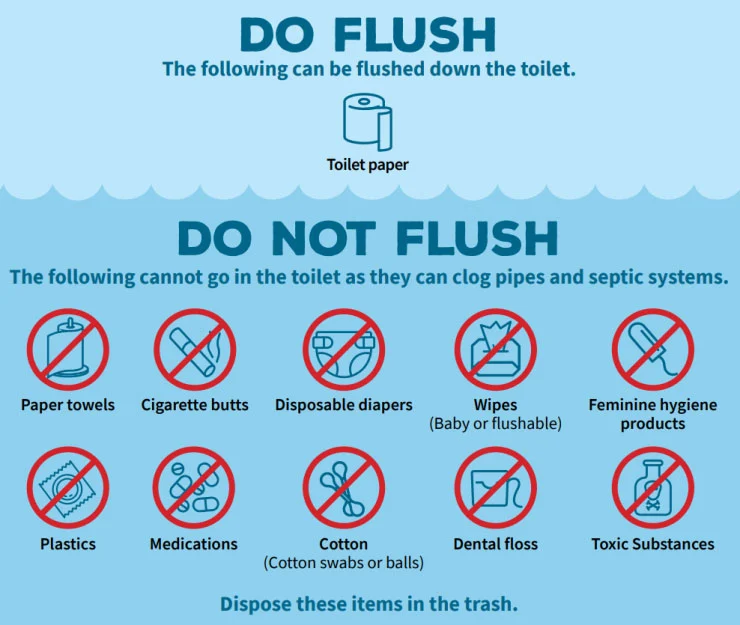 DO FLUSH
The following can be flushed down the toilet.
Toilet paper
DO NOT FLUSH
The following cannot go in the toilet as they can clog pipes and septic systems.
Paper towels
Cigarette butts
Disposable diapers
Wipes
(Baby or flushable)
Feminine hygiene
products
Plastics
Medications
Cotton
(Cotton swabs or balls)
Dental floss
Toxic Substances
Dispose these items in the trash.